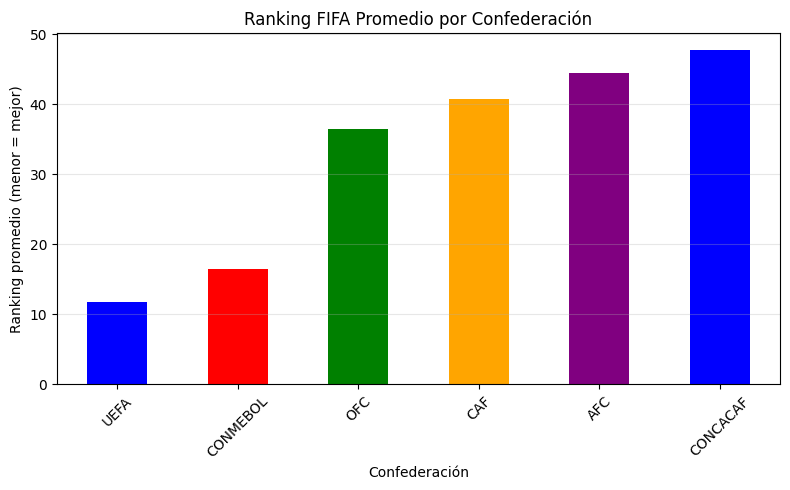 Ranking FIFA Promedio por Confederación
Ranking promedio (menor = mejor)
50
40
30
20
10
0
UEFA
CONMEBOL
OFC
CAF
AFC
CONCACAF
Confederación